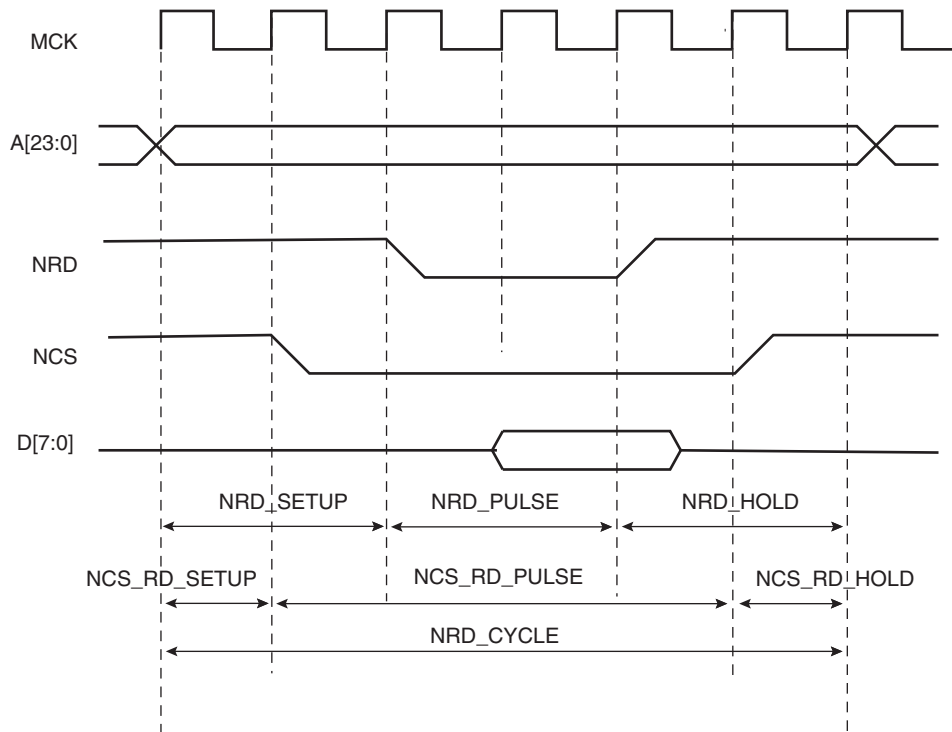 MCK
A[23:0]
NRD
NCS
D[7:0]
NRD_SETUP NRD_PULSE NRD_HOLD
NCS_RD_SETUP NCS_RD_PULSE NCS_RD_HOLD
NRD_CYCLE